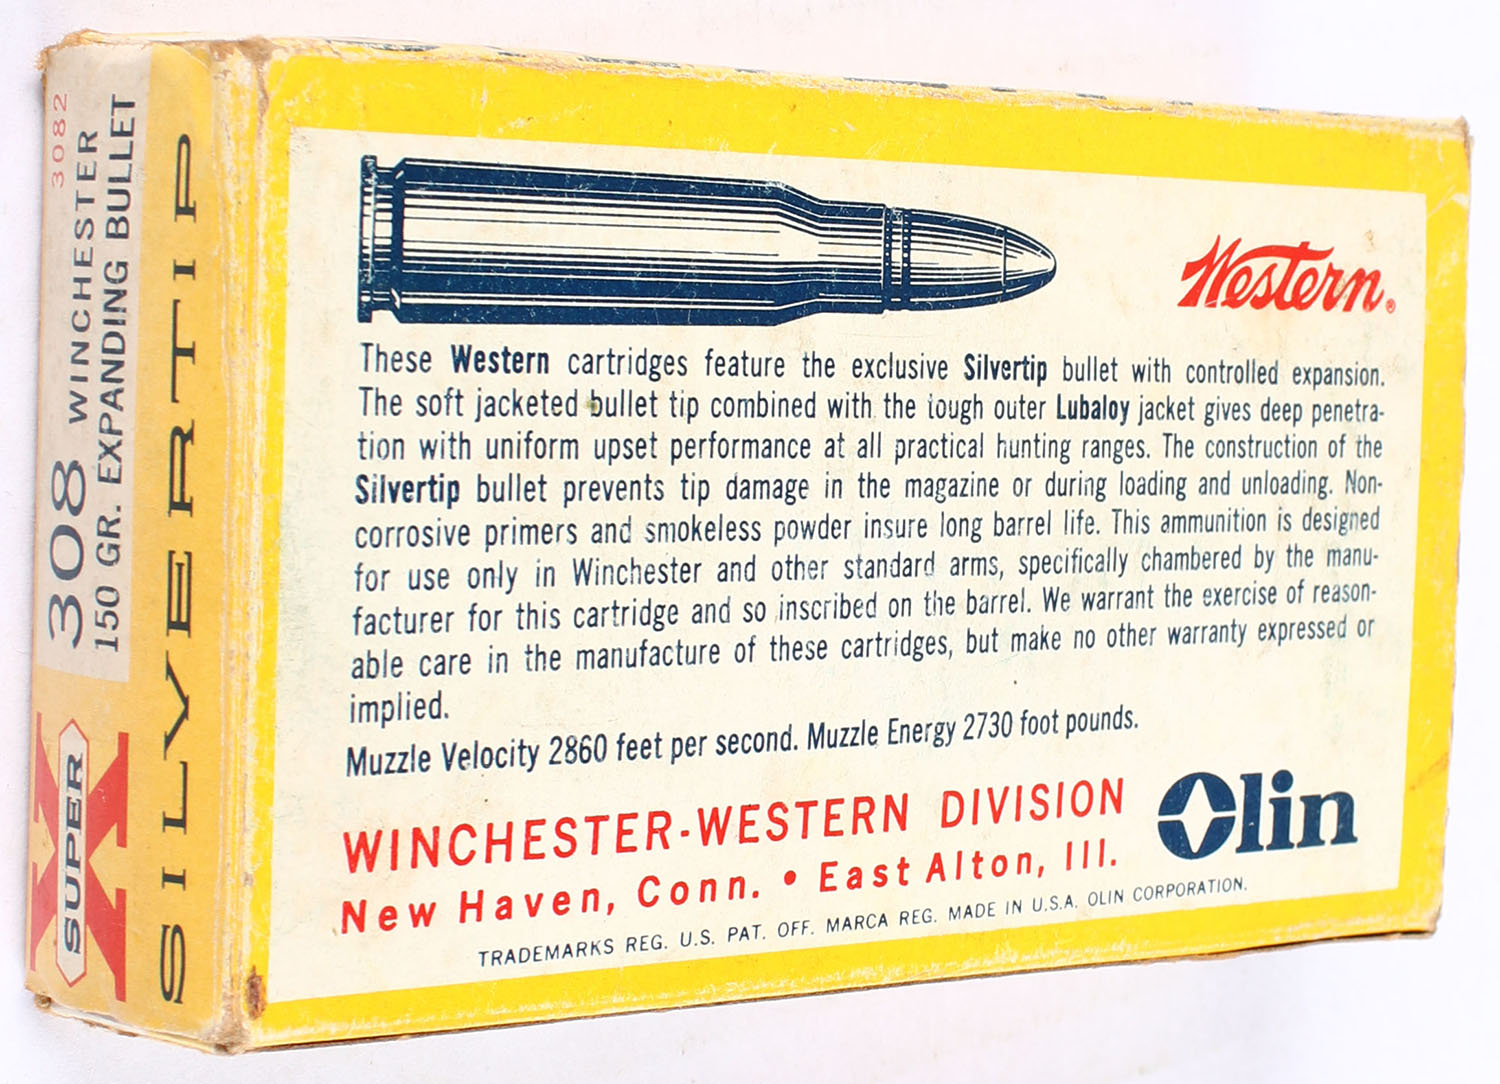 3082
308 WINCHESTER
150 GR. EXPANDING BULLET
SUPER X
SILVERTIP
Western®
These Western cartridges feature the exclusive Silvertip bullet with controlled expansion.
The soft jacketed bullet tip combined with the tough outer Lubaloy jacket gives deep penetra-
tion with uniform upset performance at all practical hunting ranges. The construction of the
Silvertip bullet prevents tip damage in the magazine or during loading and unloading. Non-
corrosive primers and smokeless powder insure long barrel life. This ammunition is designed
for use only in Winchester and other standard arms, specifically chambered by the manu-
facturer for this cartridge and so inscribed on the barrel. We warrant the exercise of reason-
able care in the manufacture of these cartridges, but make no other warranty expressed or
implied.
Muzzle Velocity 2860 feet per second. Muzzle Energy 2730 foot pounds.
WINCHESTER-WESTERN DIVISION
New Haven, Conn. • East Alton, Ill.
Olin
TRADEMARKS REG. U.S. PAT. OFF. MARCA REG. MADE IN U.S.A. OLIN CORPORATION.